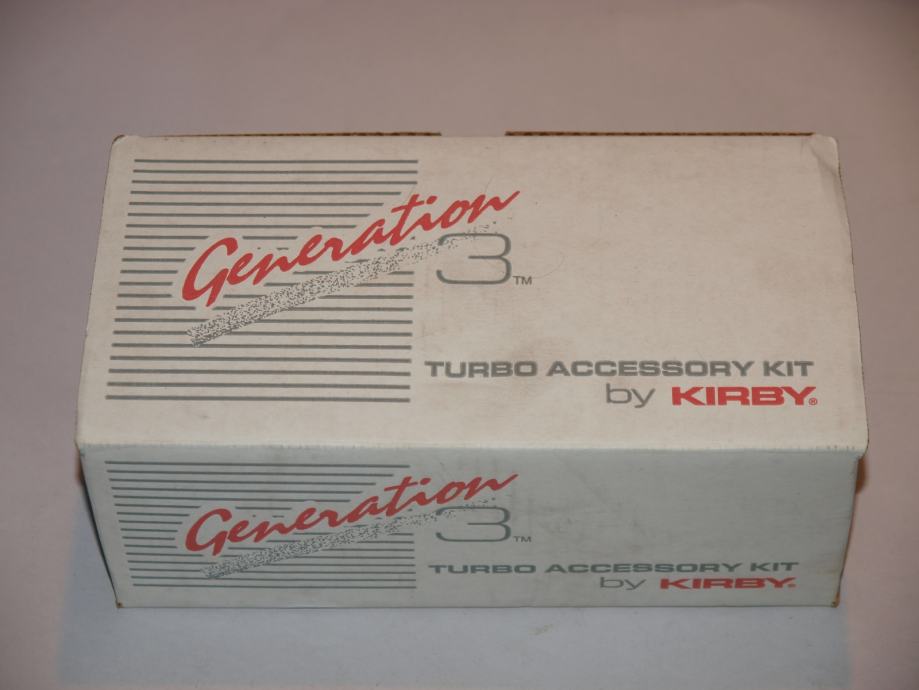 Generation
3™
TURBO ACCESSORY KIT
by KIRBY®
Generation
3™
TURBO ACCESSORY KIT
by KIRBY®